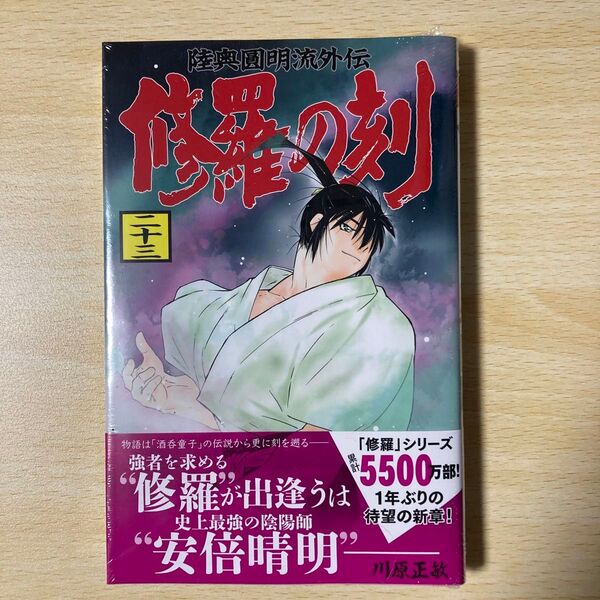 陸奥圓明流外伝
修羅の刻
二十三
物語は「酒呑童子」の伝説から更に刻を遡る――
強者を求める
“修羅”が出逢うは
史上最強の陰陽師
“安倍晴明”――
「修羅」シリーズ
累計5500万部!
1年ぶりの
待望の新章!
川原正敏